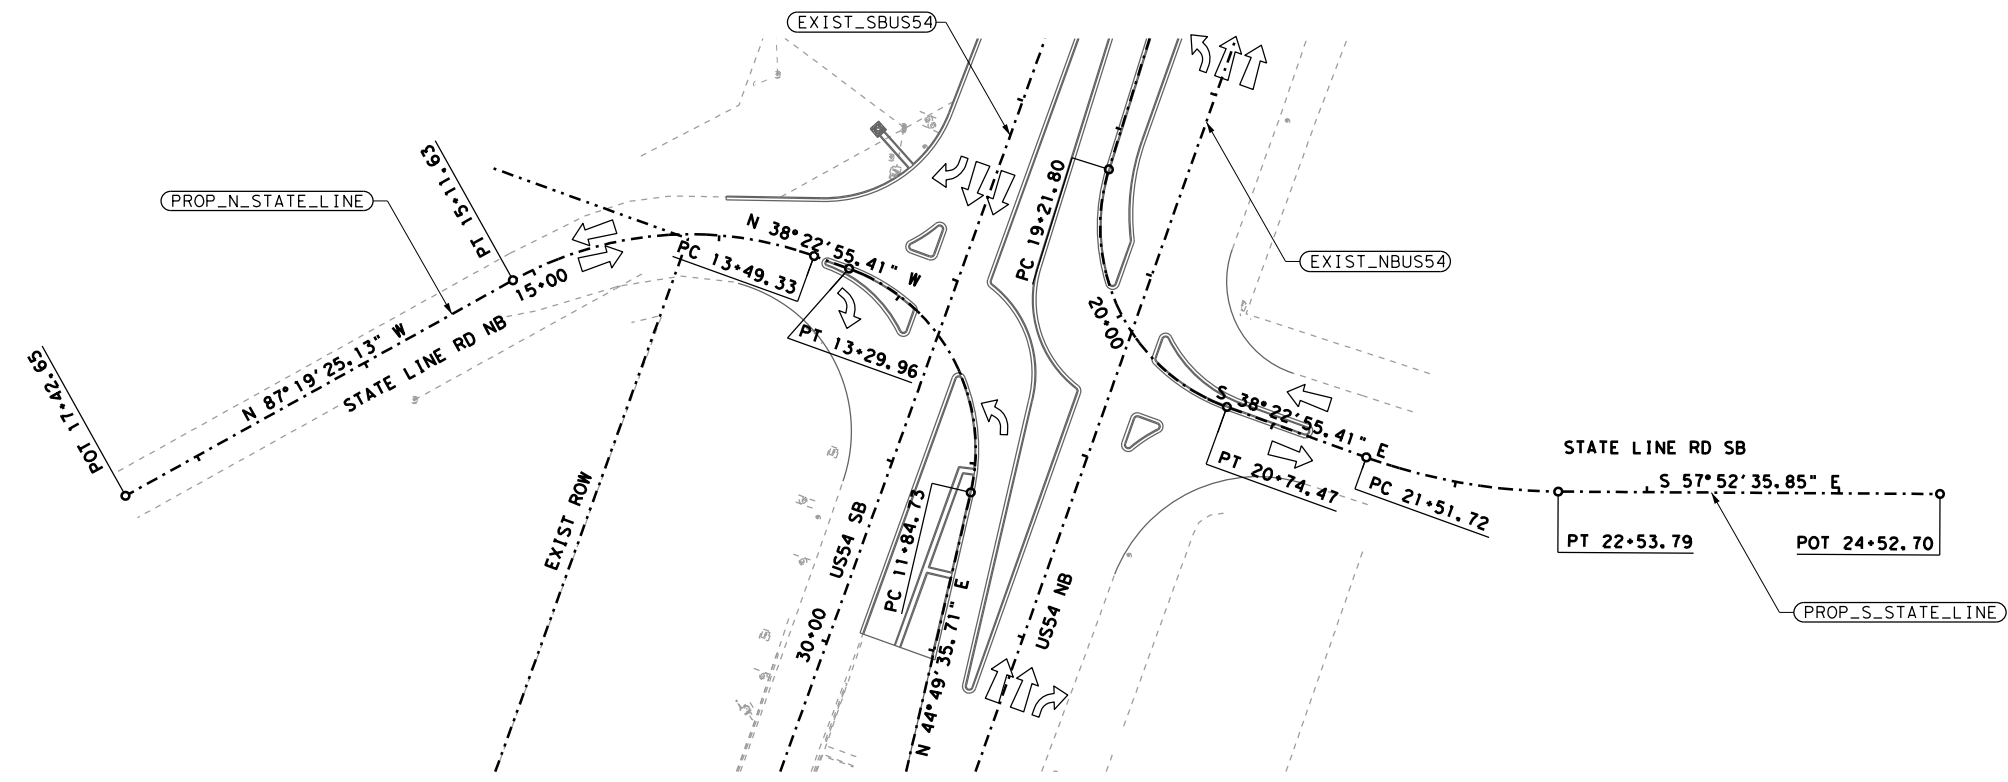 EXIST_SBUS54
PROP_N_STATE_LINE
PT 15+11.63
N 38°22'55.41" W
PC 13+49.33
PC 19+21.80
EXIST_NBUS54
15+00
20+00
PT 13+29.96
POT 17+42.65
N 87°19'25.13" W
STATE LINE RD NB
S 38°22'55.41" E
STATE LINE RD SB
S 57°52'35.85" E
PT 20+74.47
PC 21+51.72
PT 22+53.79
POT 24+52.70
EXIST ROW
US54 SB
PC 11+84.73
30+00
N 44°49'35.71" E
US54 NB
PROP_S_STATE_LINE